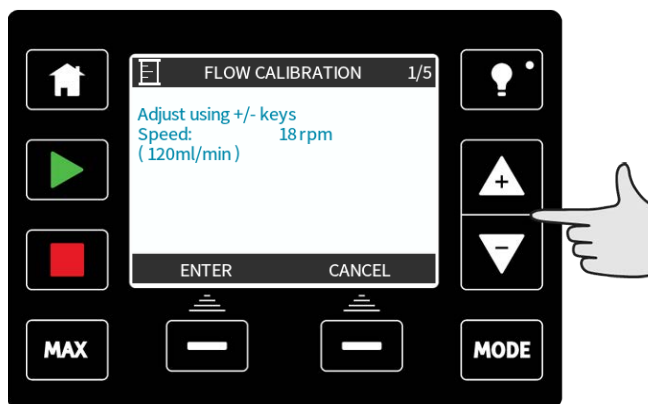 FLOW CALIBRATION 1/5
Adjust using +/- keys
Speed: 18 rpm
( 120ml/min )
+
−
ENTER CANCEL
MAX
MODE